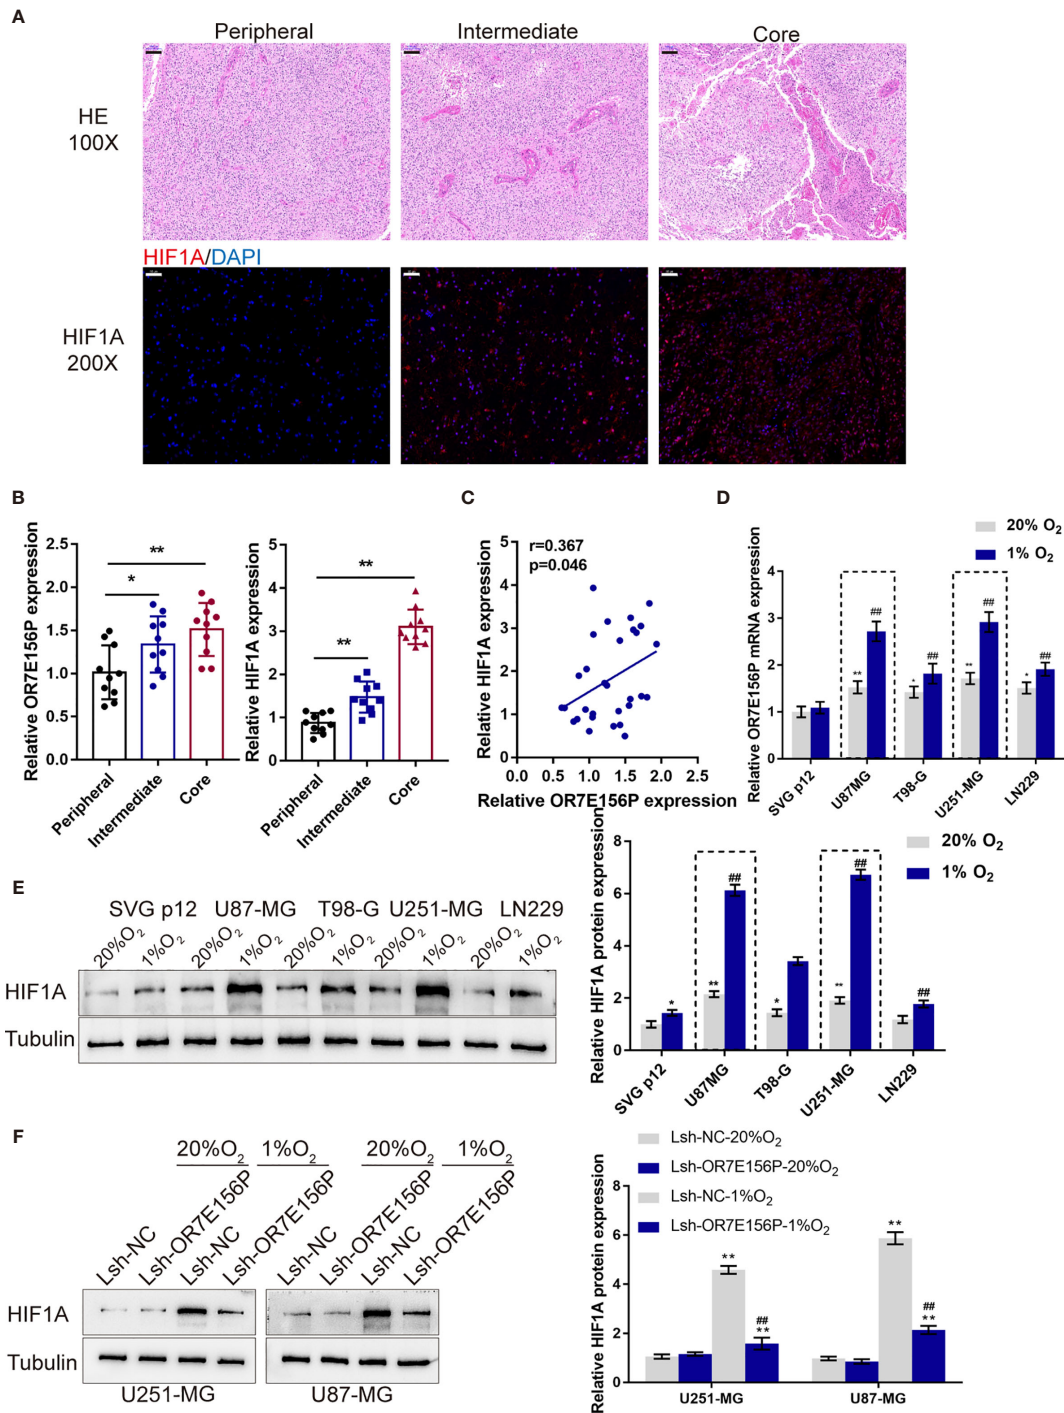 A
Peripheral Intermediate Core
HE
100X
HIF1A/DAPI
HIF1A
200X
B
Relative OR7E156P expression
2.5
2.0
1.5
1.0
0.5
0.0
**
*
Peripheral
Intermediate
Core
Relative HIF1A expression
5
4
3
2
1
0
**
**
Peripheral
Intermediate
Core
C
Relative HIF1A expression
5
4
3
2
1
0
r=0.367
p=0.046
0.0 0.5 1.0 1.5 2.0 2.5
Relative OR7E156P expression
D
20% O2
1% O2
Relative OR7E156P mRNA expression
4
3
2
1
0
** ## * ## ** ## * ##
SVG p12
U87MG
T98-G
U251-MG
LN229
E
SVG p12 U87-MG T98-G U251-MG LN229
20%O2 1%O2 20%O2 1%O2 20%O2 1%O2 20%O2 1%O2 20%O2 1%O2
HIF1A
Tubulin
20% O2
1% O2
Relative HIF1A protein expression
8
6
4
2
0
* ** ## * ** ## ##
SVG p12
U87MG
T98-G
U251-MG
LN229
F
20%O2 1%O2 20%O2 1%O2
Lsh-NC
Lsh-OR7E156P
Lsh-NC
Lsh-OR7E156P
Lsh-NC
Lsh-OR7E156P
Lsh-NC
Lsh-OR7E156P
HIF1A
Tubulin
U251-MG U87-MG
Lsh-NC-20%O2
Lsh-OR7E156P-20%O2
Lsh-NC-1%O2
Lsh-OR7E156P-1%O2
Relative HIF1A protein expression
8
6
4
2
0
** ## ** ** ## **
U251-MG U87-MG